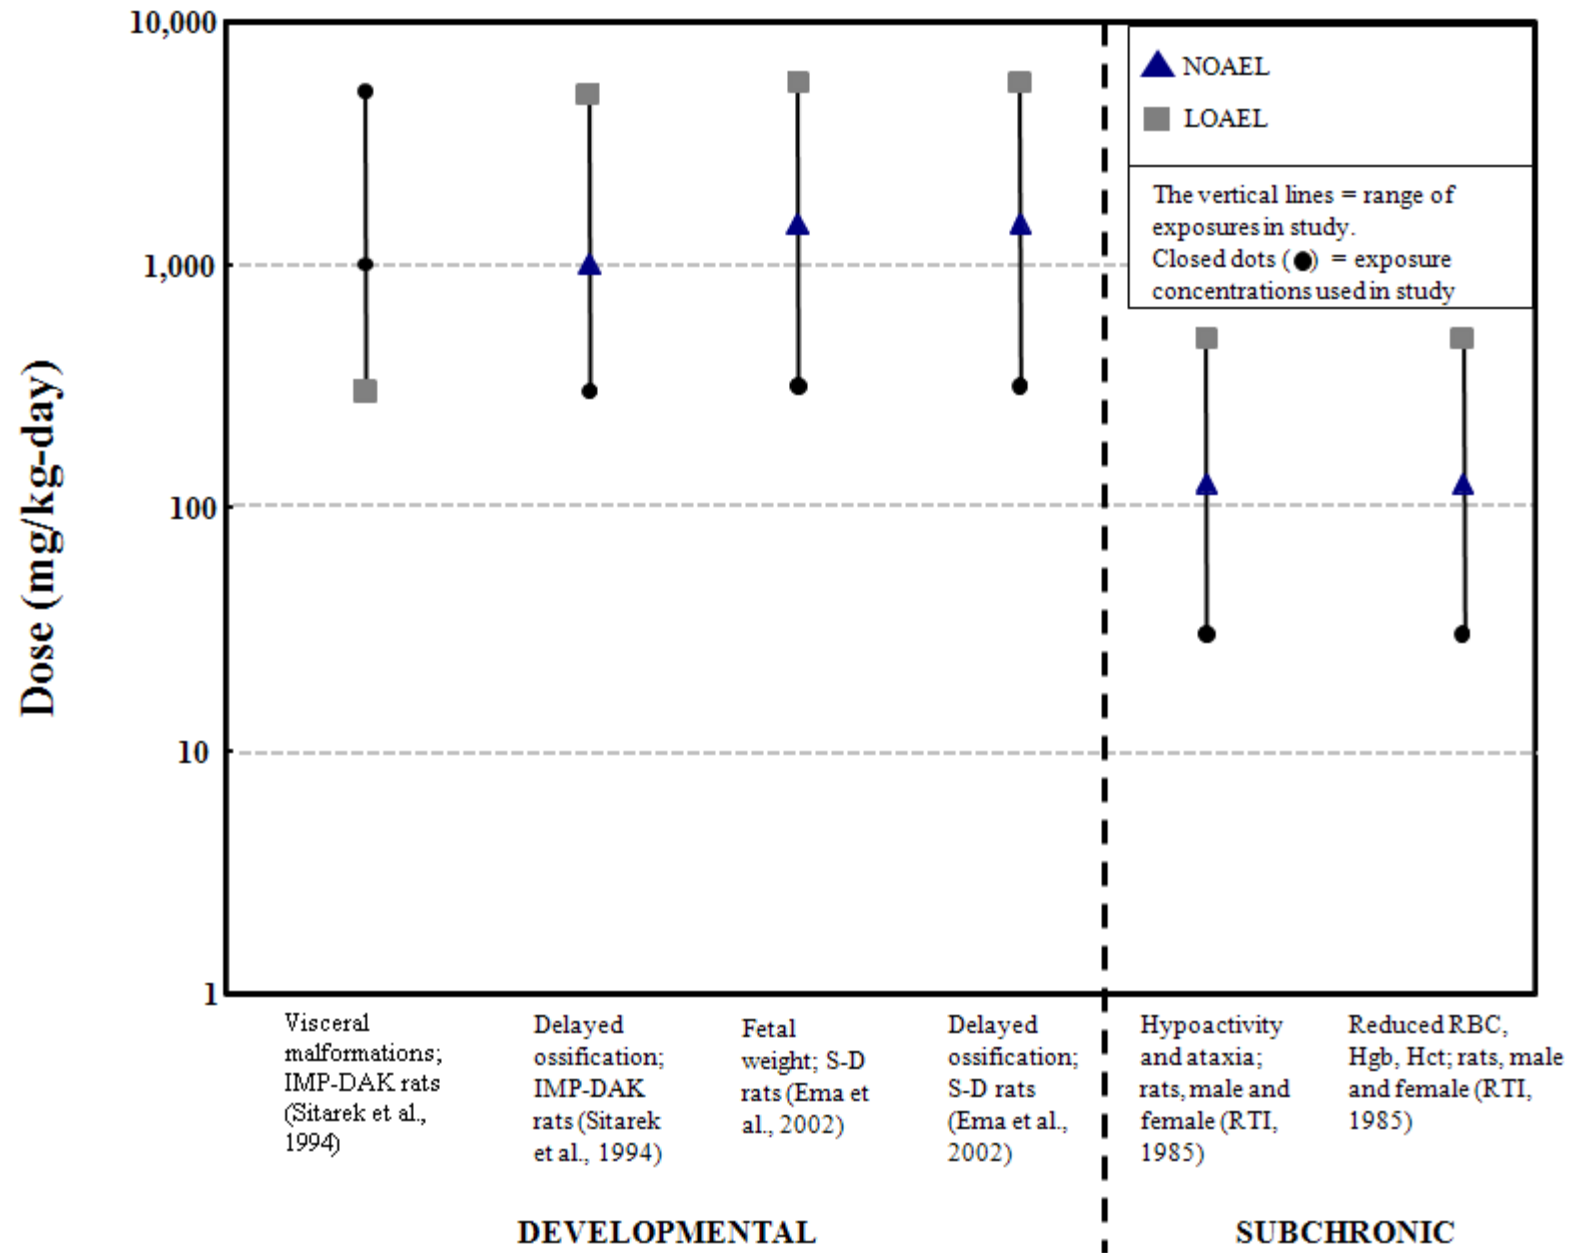 10,000
1,000
100
10
1
Dose (mg/kg-day)
NOAEL
LOAEL
The vertical lines = range of
exposures in study.
Closed dots ( ) = exposure
concentrations used in study
Visceral
malformations;
IMP-DAK rats
(Sitarek et al.,
1994)
Delayed
ossification;
IMP-DAK
rats (Sitarek
et al., 1994)
Fetal
weight; S-D
rats (Ema et
al., 2002)
Delayed
ossification;
S-D rats
(Ema et al.,
2002)
Hypoactivity
and ataxia;
rats, male and
female (RTI,
1985)
Reduced RBC,
Hgb, Hct; rats, male
and female (RTI,
1985)
DEVELOPMENTAL
SUBCHRONIC